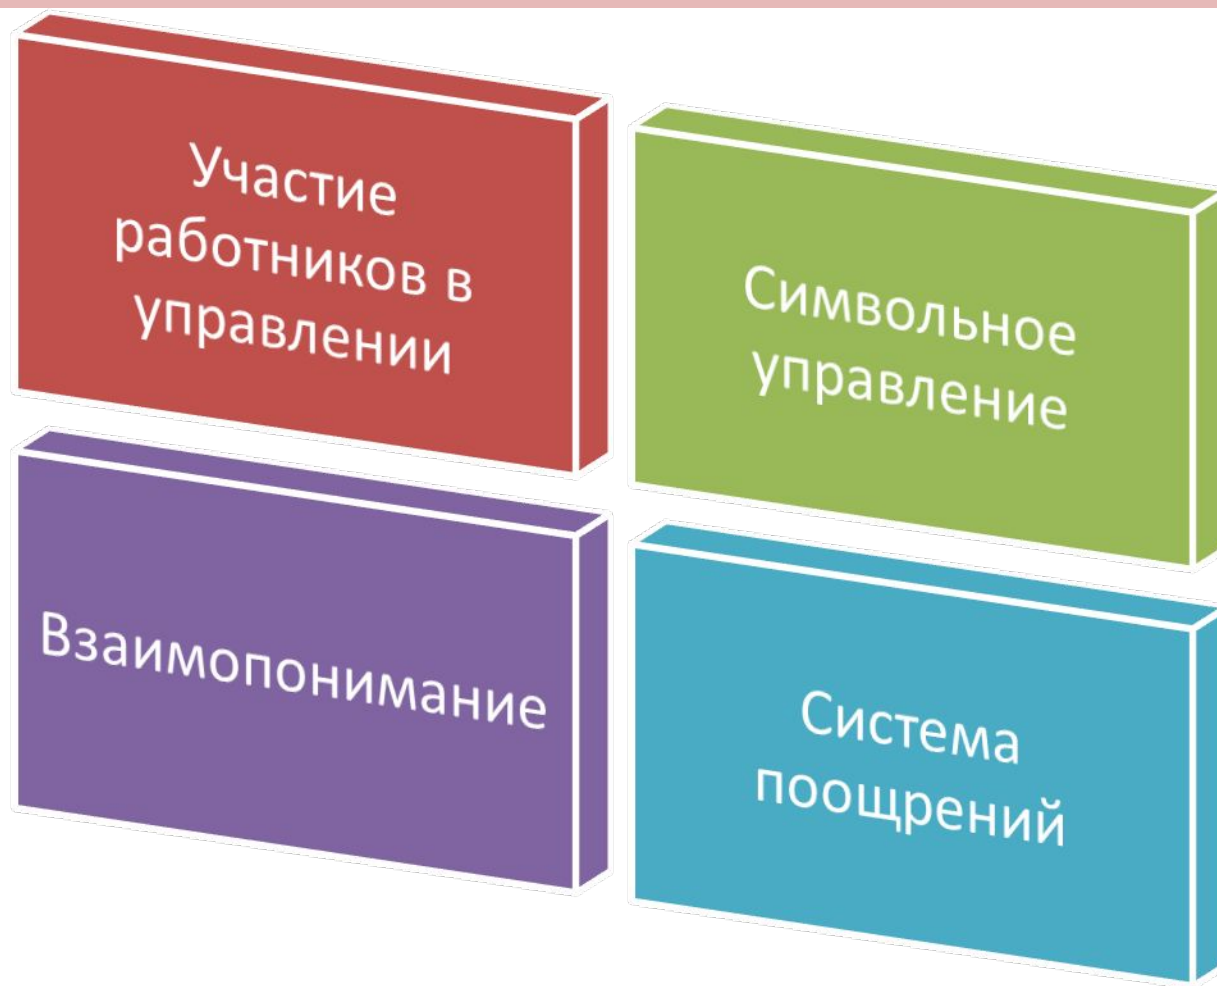 Участие
работников в
управлении
Символьное
управление
Взаимопонимание
Система
поощрений